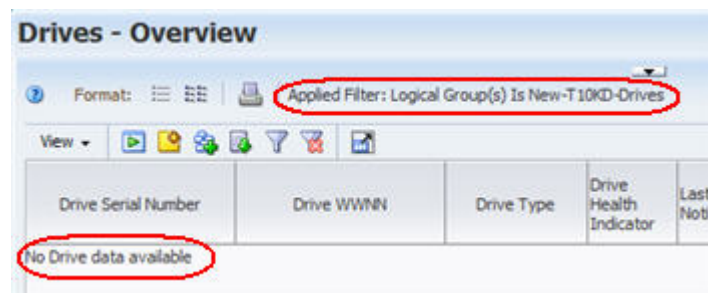 Drives - Overview
Format:
Applied Filter: Logical Group(s) Is New-T10KD-Drives
View
Drive Serial Number
Drive WWNN
Drive Type
Drive
Health
Indicator
Last
No Drive data available